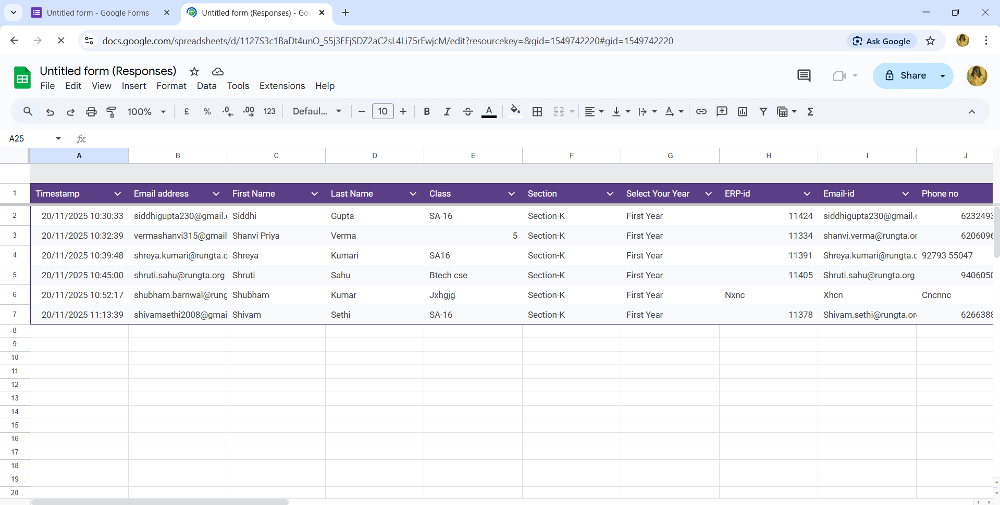 Untitled form - Google Forms
Untitled form (Responses) - Goo
docs.google.com/spreadsheets/d/1127S3c1BaDt4unO_55j3FEjSDZ2aC2sL4Li75rEwjcM/edit?resourcekey=&gid=1549742220#gid=1549742220
Ask Google
Untitled form (Responses)
File Edit View Insert Format Data Tools Extensions Help
Share
100% £ % .0 .00 123 Defaul... 10 B I A Σ
A25 fx
A B C D E F G H I J
1 Timestamp Email address First Name Last Name Class Section Select Your Year ERP-id Email-id Phone no
2 20/11/2025 10:30:33 siddhigupta230@gmail.c Siddhi Gupta SA-16 Section-K First Year 11424 siddhigupta230@gmail.c 6232493
3 20/11/2025 10:32:39 vermashanvi315@gmail Shanvi Priya Verma 5 Section-K First Year 11334 shanvi.verma@rungta.or 6206096
4 20/11/2025 10:39:48 shreya.kumari@rungta.o Shreya Kumari SA16 Section-K First Year 11391 Shreya.kumari@rungta.c 92793 55047
5 20/11/2025 10:45:00 shruti.sahu@rungta.org Shruti Sahu Btech cse Section-K First Year 11405 Shruti.sahu@rungta.org 9406050
6 20/11/2025 10:52:17 shubham.barnwal@rung Shubham Kumar Jxhgjg Section-K First Year Nxnc Xhcn Cncnnc
7 20/11/2025 11:13:39 shivamsethi2008@gmai Shivam Sethi SA-16 Section-K First Year 11378 Shivam.sethi@rungta.or 6266388
8
9
10
11
12
13
14
15
16
17
18
19
20